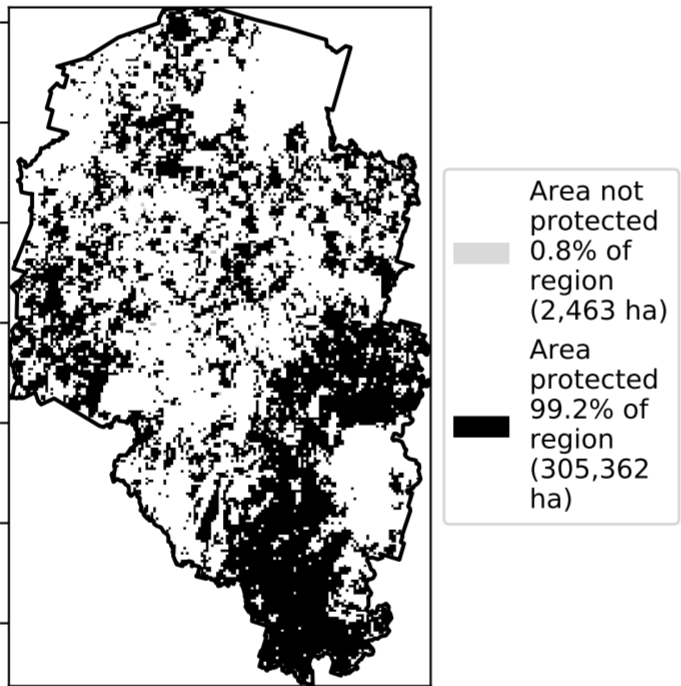 Area not
protected
0.8% of
region
(2,463 ha)
Area
protected
99.2% of
region
(305,362
ha)